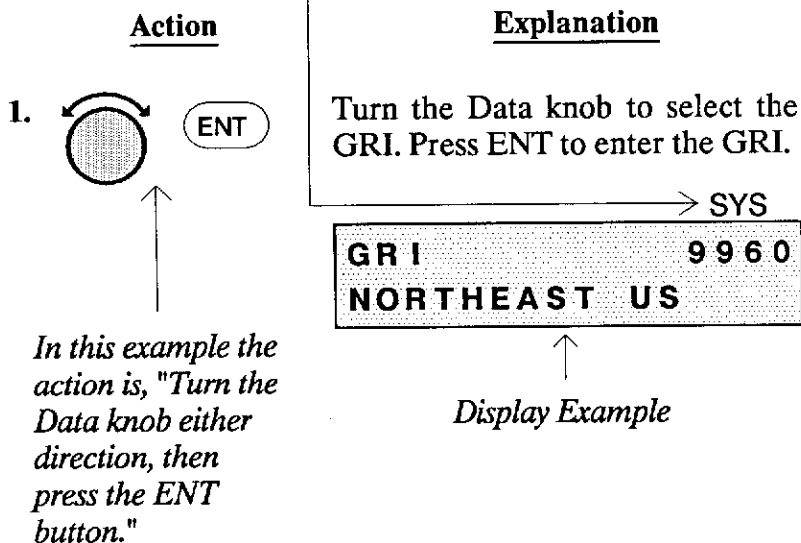 Action
Explanation
1.
ENT
Turn the Data knob to select the
GRI. Press ENT to enter the GRI.
SYS
GRI 9960
NORTHEAST US
In this example the
action is, "Turn the
Data knob either
direction, then
press the ENT
button."
Display Example